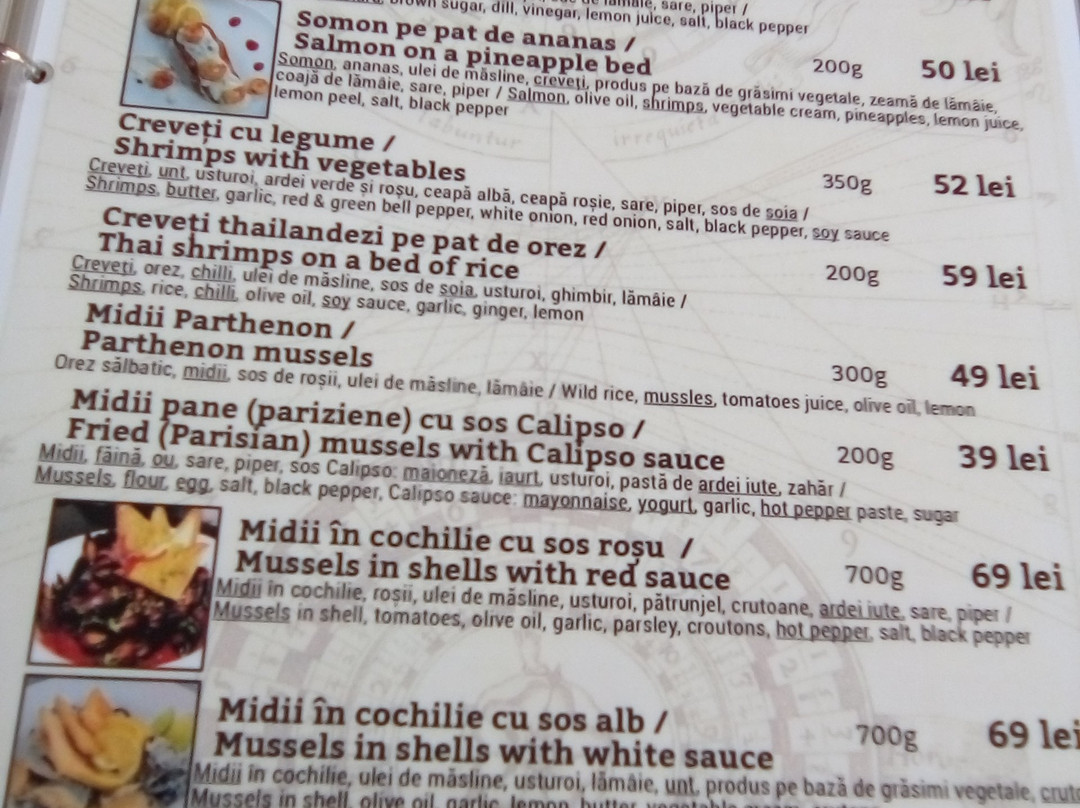 brown sugar, dill, vinegar, lemon juice, salt, black pepper
sare, piper /
Somon pe pat de ananas /
Salmon on a pineapple bed
200g 50 lei
Somon, ananas, ulei de măsline, creveți, produs pe bază de grăsimi vegetale, zeamă de lămâie,
coajă de lămâie, sare, piper / Salmon, olive oil, shrimps, vegetable cream, pineapples, lemon juice,
lemon peel, salt, black pepper
Creveți cu legume /
Shrimps with vegetables
350g 52 lei
Creveți, unt, usturoi, ardei verde și roșu, ceapă albă, ceapă roșie, sare, piper, sos de soia /
Shrimps, butter, garlic, red & green bell pepper, white onion, red onion, salt, black pepper, soy sauce
Creveți thailandezi pe pat de orez /
Thai shrimps on a bed of rice
200g 59 lei
Creveți, orez, chilli, ulei de măsline, sos de soia, usturoi, ghimbir, lămâie /
Shrimps, rice, chilli, olive oil, soy sauce, garlic, ginger, lemon
Midii Parthenon /
Parthenon mussels
300g 49 lei
Orez sălbatic, midii, sos de roșii, ulei de măsline, lămâie / Wild rice, mussles, tomatoes juice, olive oil, lemon
Midii pane (pariziene) cu sos Calipso /
Fried (Parisian) mussels with Calipso sauce
200g 39 lei
Midii, făină, ou, sare, piper, sos Calipso: maioneză, iaurt, usturoi, pastă de ardei iute, zahăr /
Mussels, flour, egg, salt, black pepper, Calipso sauce: mayonnaise, yogurt, garlic, hot pepper paste, sugar
Midii în cochilie cu sos roșu /
Mussels in shells with red sauce
700g 69 lei
Midii în cochilie, roșii, ulei de măsline, usturoi, pătrunjel, crutoane, ardei iute, sare, piper /
Mussels in shell, tomatoes, olive oil, garlic, parsley, croutons, hot pepper, salt, black pepper
Midii în cochilie cu sos alb /
Mussels in shells with white sauce
700g 69 lei
Midii în cochilie, ulei de măsline, usturoi, lămâie, unt, produs pe bază de grăsimi vegetale,
Mussels in shell, olive oil, garlic, lemon, butter,